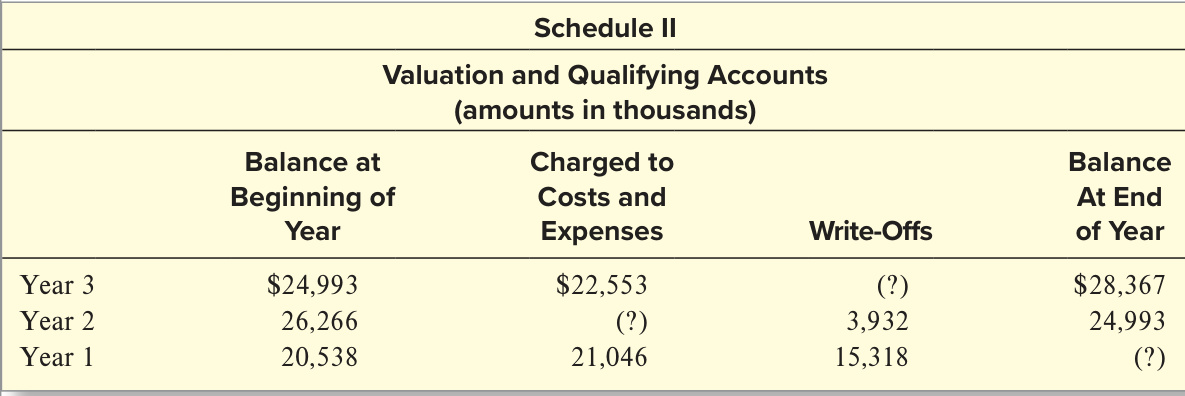 Schedule II
Valuation and Qualifying Accounts
(amounts in thousands)
Balance at Beginning of Year Charged to Costs and Expenses Write-Offs Balance At End of Year
Year 3 $24,993 $22,553 (?) $28,367
Year 2 26,266 (?) 3,932 24,993
Year 1 20,538 21,046 15,318 (?)